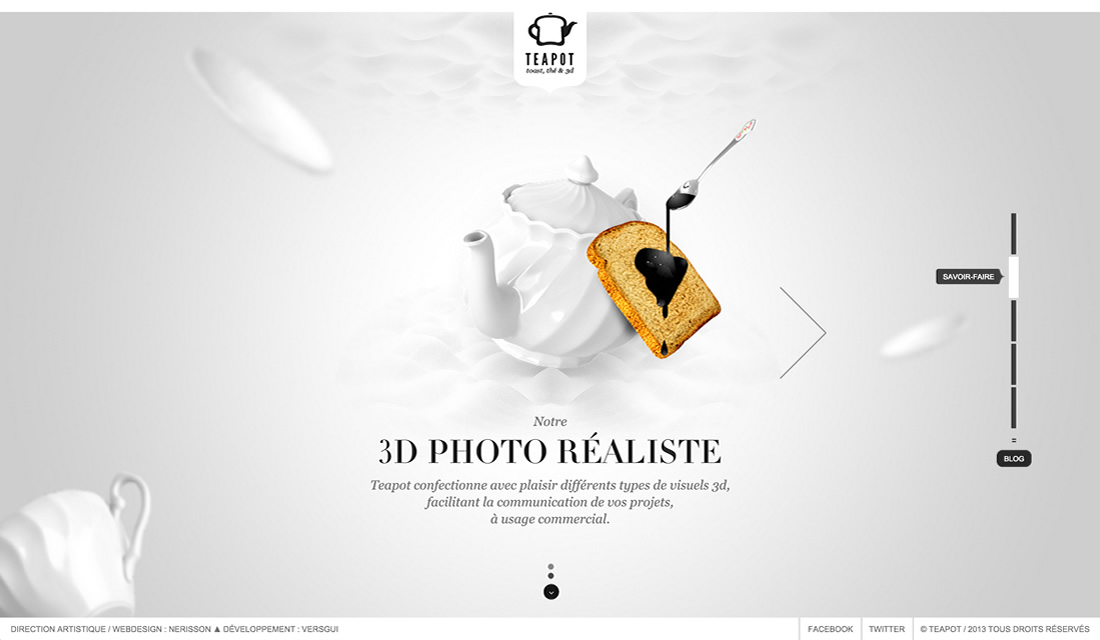 TEAPOT
toast, thé & 3d
SAVOIR-FAIRE
BLOG
Notre
3D PHOTO RÉALISTE
Teapot confectionne avec plaisir différents types de visuels 3d,
facilitant la communication de vos projets,
à usage commercial.
DIRECTION ARTISTIQUE / WEBDESIGN : NERISSON ▲ DÉVELOPPEMENT : VERSGUI
FACEBOOK
TWITTER
© TEAPOT / 2013 TOUS DROITS RÉSERVÉS